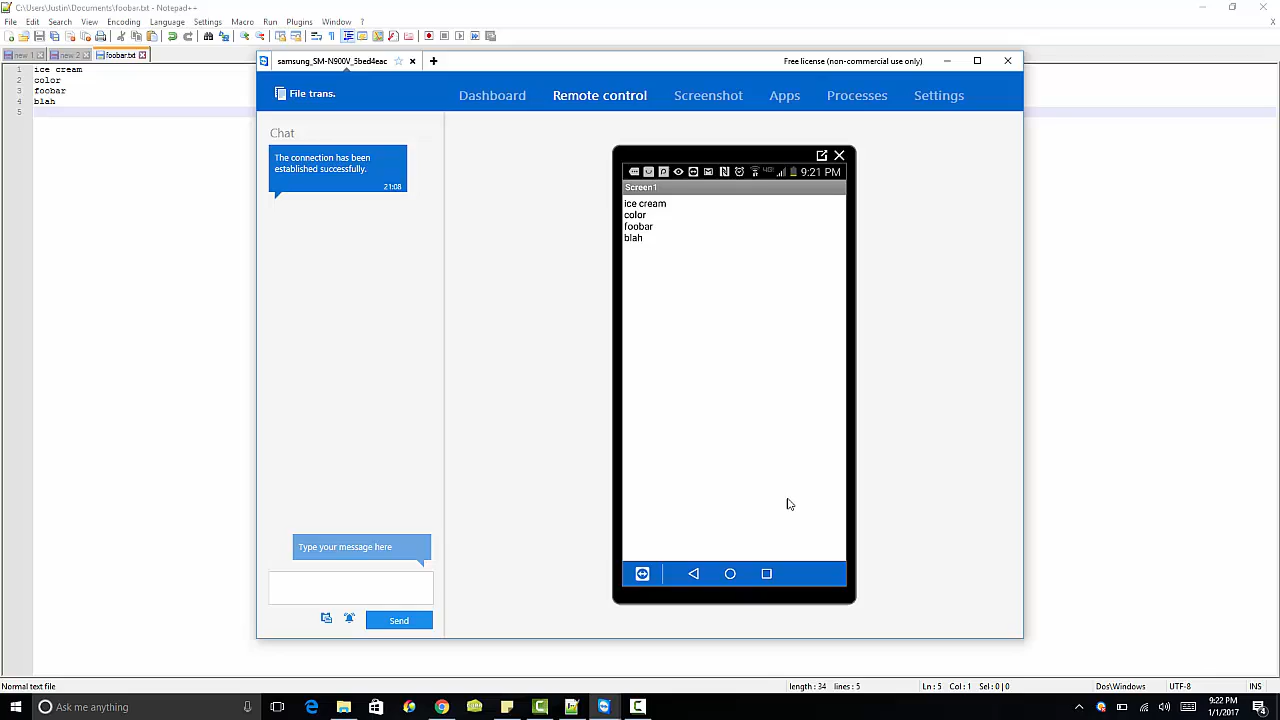 C:\Users\Justin\Documents\foobar.txt - Notepad++
File Edit Search View Encoding Language Settings Macro Run Plugins Window ?
new 1 new 2 foobar.txt
1 ice cream
2 color
3 foobar
4 blah
5
samsung_SM-N900V_5bed4eac
Free license (non-commercial use only)
File trans.
Dashboard Remote control Screenshot Apps Processes Settings
Chat
The connection has been
established successfully.
21:08
9:21 PM
Screen1
ice cream
color
foobar
blah
Type your message here
Send
Normal text file length : 34 lines : 5 Ln : 5 Col : 1 Sel : 0 | 0 Dos\Windows UTF-8 INS
Ask me anything
9:22 PM
1/1/2017